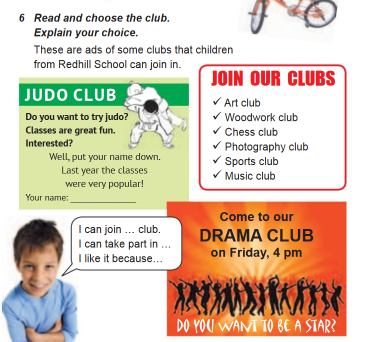 6 Read and choose the club.
Explain your choice.
These are ads of some clubs that children
from Redhill School can join in.
JUDO CLUB
Do you want to try judo?
Classes are great fun.
Interested?
Well, put your name down.
Last year the classes
were very popular!
Your name: _______________
JOIN OUR CLUBS
✓ Art club
✓ Woodwork club
✓ Chess club
✓ Photography club
✓ Sports club
✓ Music club
I can join ... club.
I can take part in ...
I like it because...
Come to our
DRAMA CLUB
on Friday, 4 pm
DO YOU WANT TO BE A STAR?